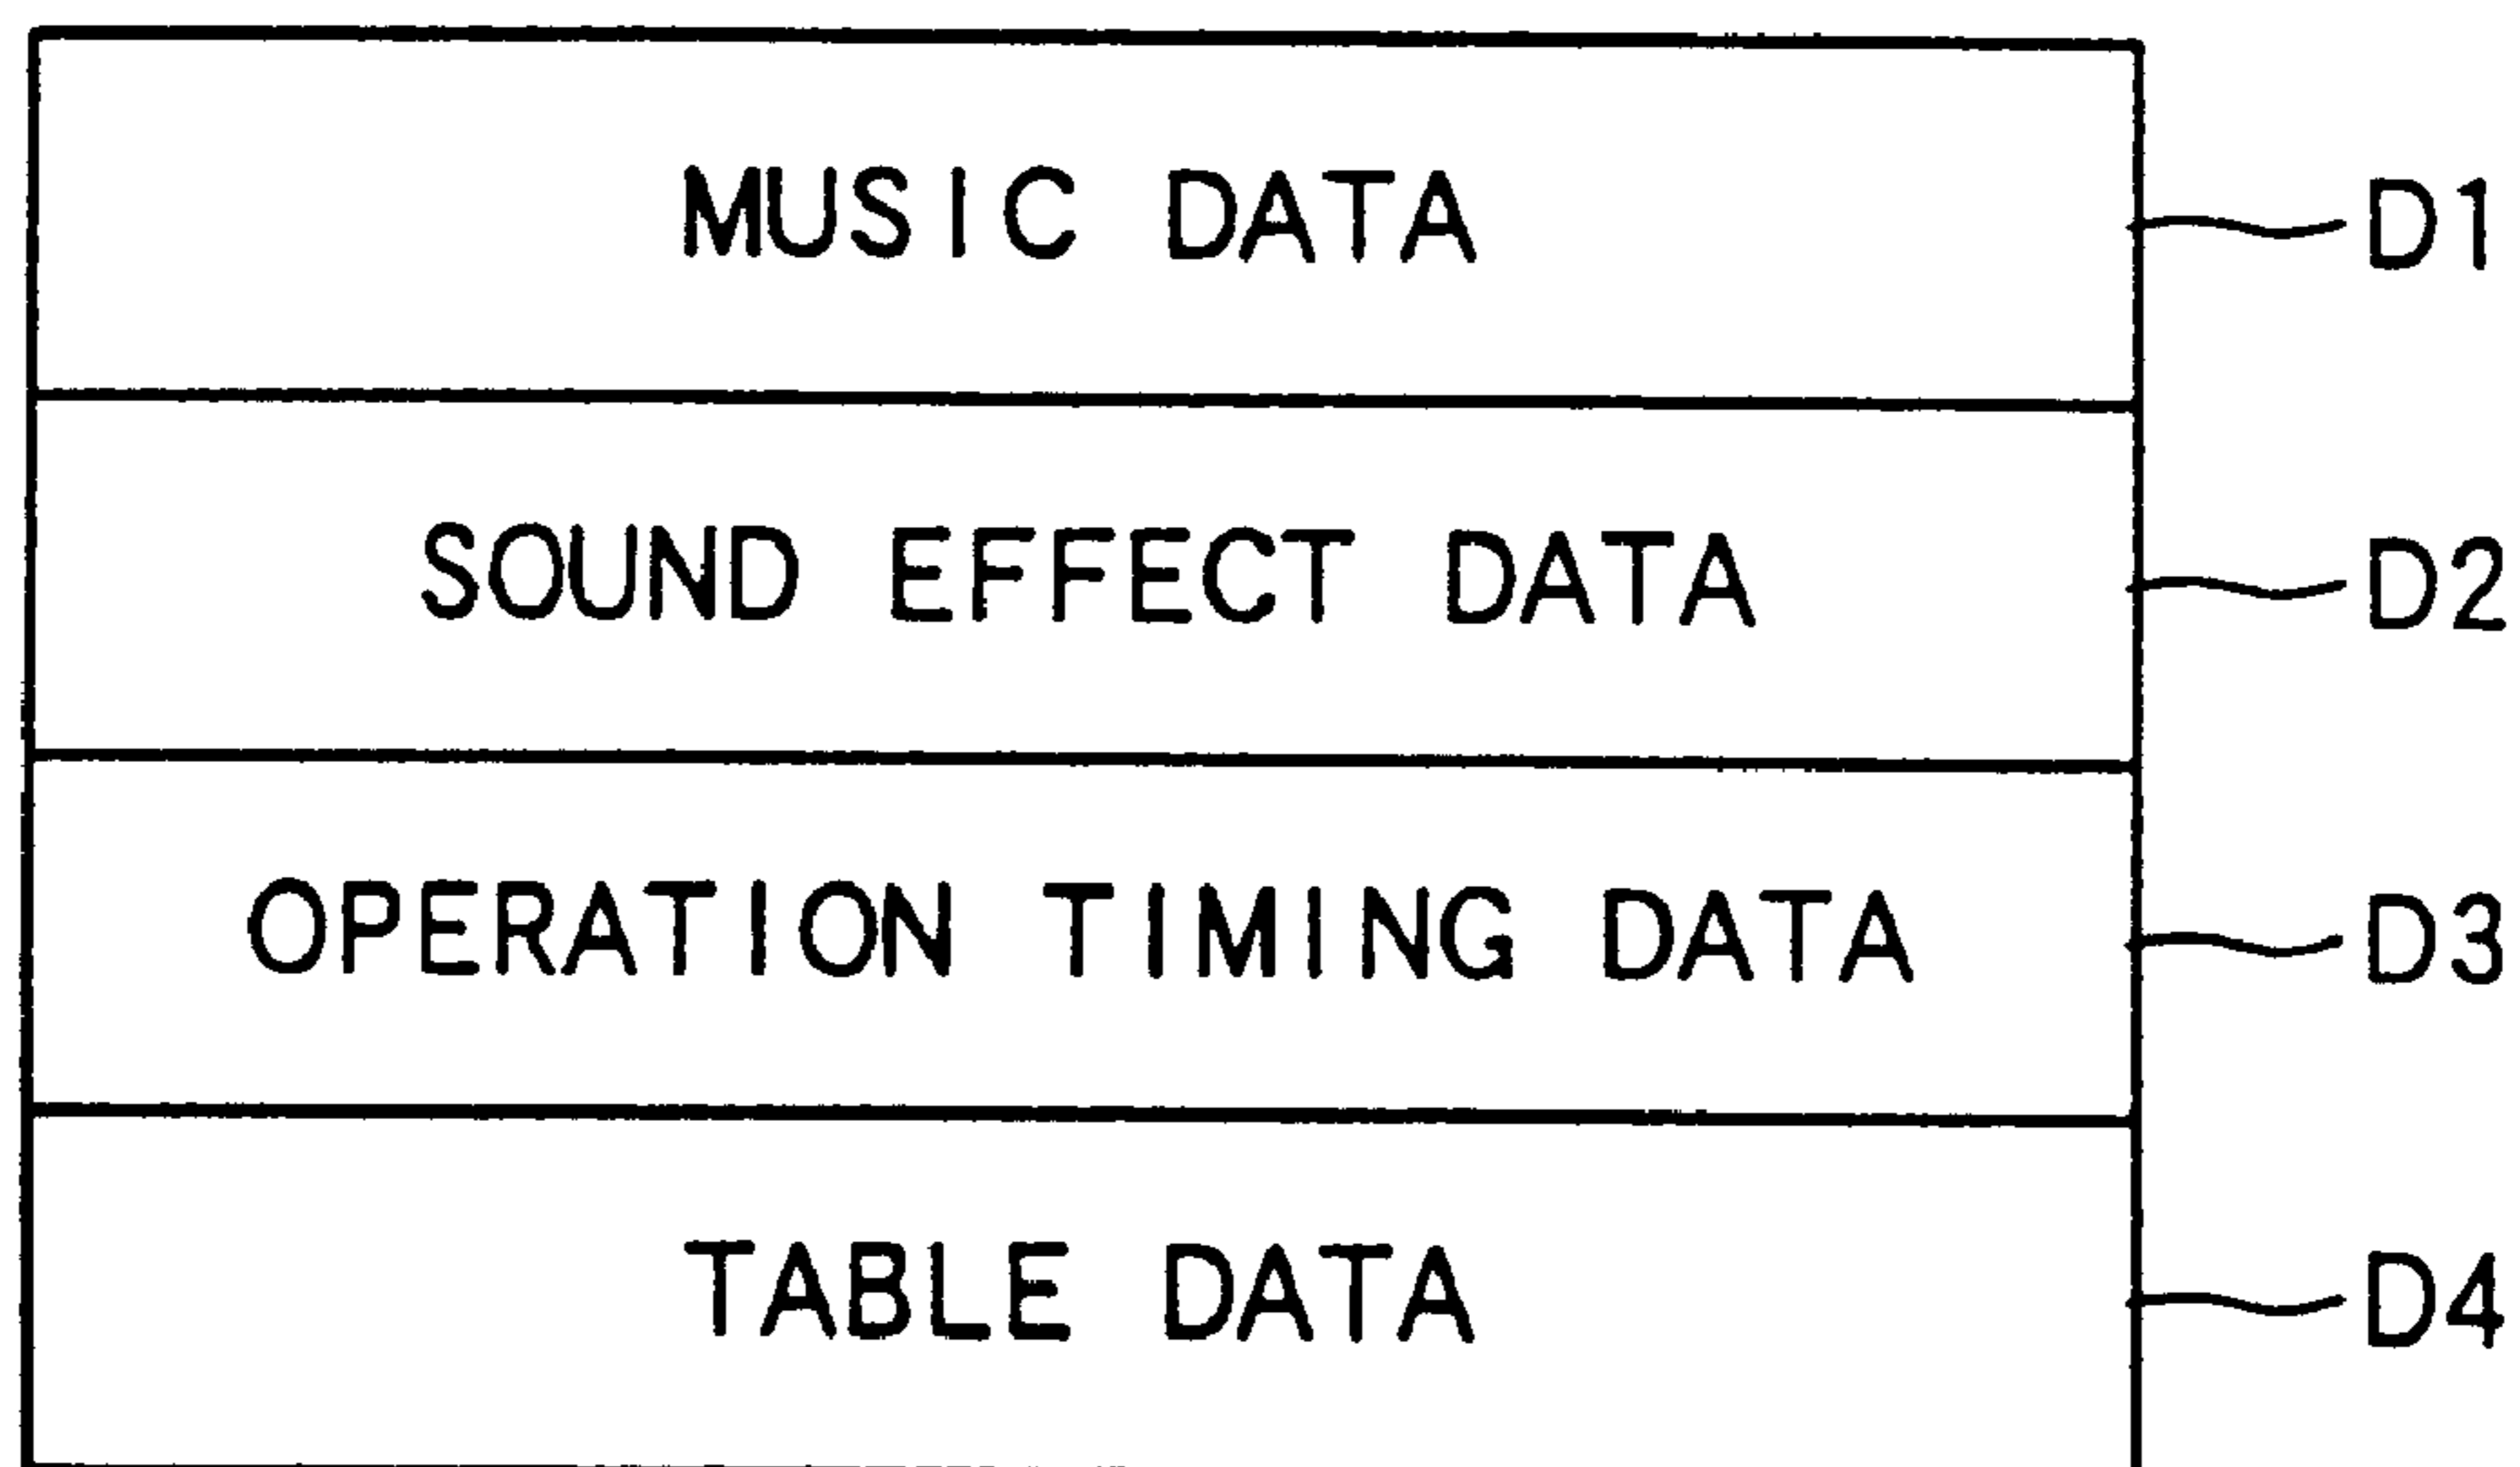 MUSIC DATA D1
SOUND EFFECT DATA D2
OPERATION TIMING DATA D3
TABLE DATA D4